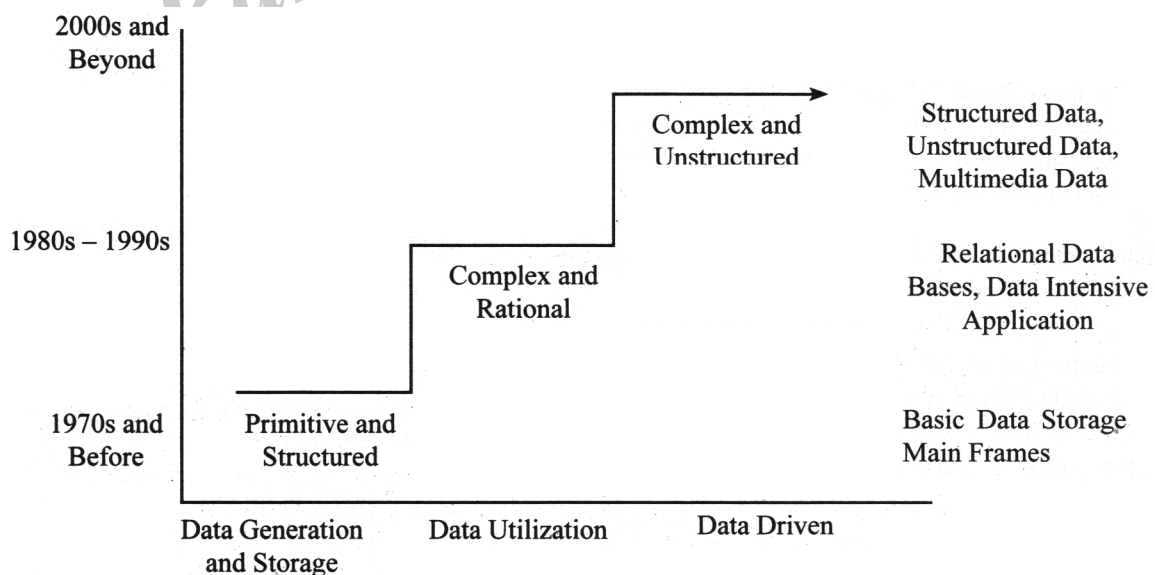 2000s and
Beyond
Complex and
Unstructured
Structured Data,
Unstructured Data,
Multimedia Data
1980s – 1990s
Complex and
Rational
Relational Data
Bases, Data Intensive
Application
1970s and
Before
Primitive and
Structured
Basic Data Storage
Main Frames
Data Generation
and Storage
Data Utilization
Data Driven